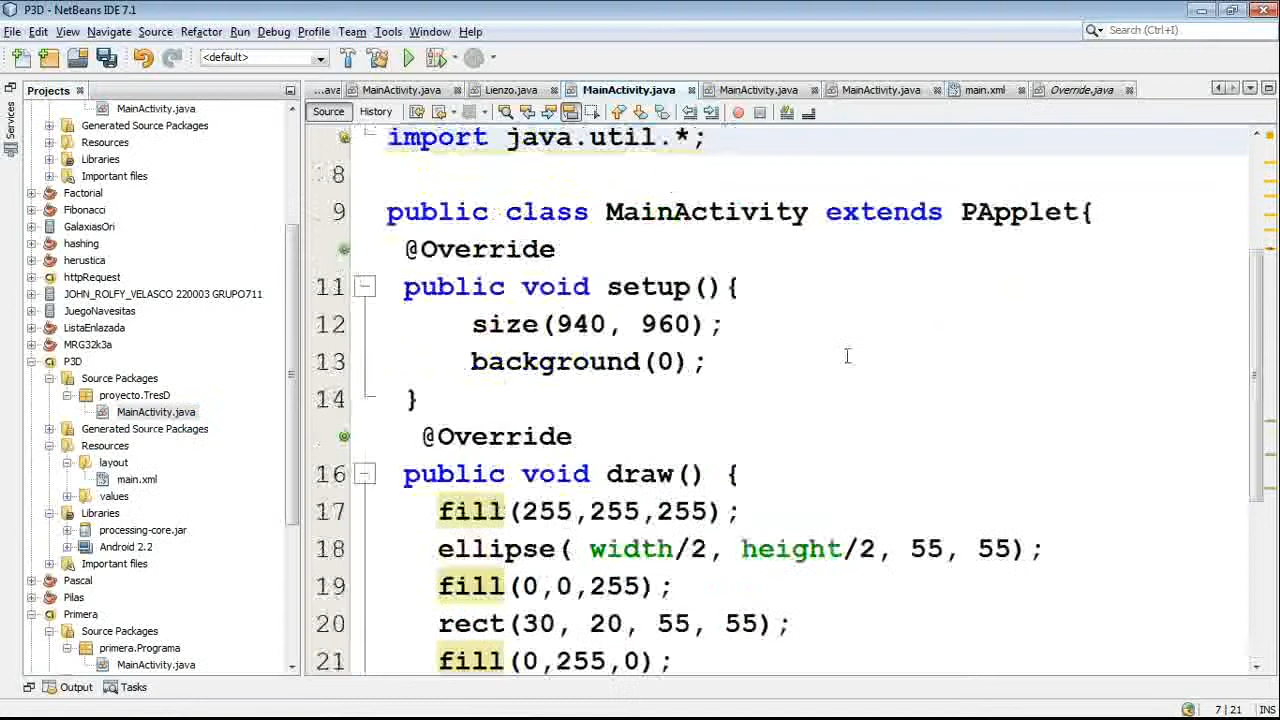 P3D - NetBeans IDE 7.1
File Edit View Navigate Source Refactor Run Debug Profile Team Tools Window Help
Search (Ctrl+I)
<default>
Projects
...ava MainActivity.java Lienzo.java MainActivity.java MainActivity.java MainActivity.java main.xml Override.java
Services
Source History
MainActivity.java
Generated Source Packages
Resources
Libraries
Important files
Factorial
Fibonacci
GalaxiasOri
hashing
herustica
httpRequest
JOHN_ROLFY_VELASCO 220003 GRUPO711
JuegoNavesitas
ListaEnlazada
MRG32k3a
P3D
Source Packages
proyecto.TresD
MainActivity.java
Generated Source Packages
Resources
layout
main.xml
values
Libraries
processing-core.jar
Android 2.2
Important files
Pascal
Pilas
Primera
Source Packages
primera.Programa
MainActivity.java
import java.util.*;
8
9 public class MainActivity extends PApplet{
@Override
11 public void setup(){
12 size(940, 960);
13 background(0);
14 }
@Override
16 public void draw() {
17 fill(255,255,255);
18 ellipse( width/2, height/2, 55, 55);
19 fill(0,0,255);
20 rect(30, 20, 55, 55);
21 fill(0,255,0);
Output Tasks
7 | 21 INS